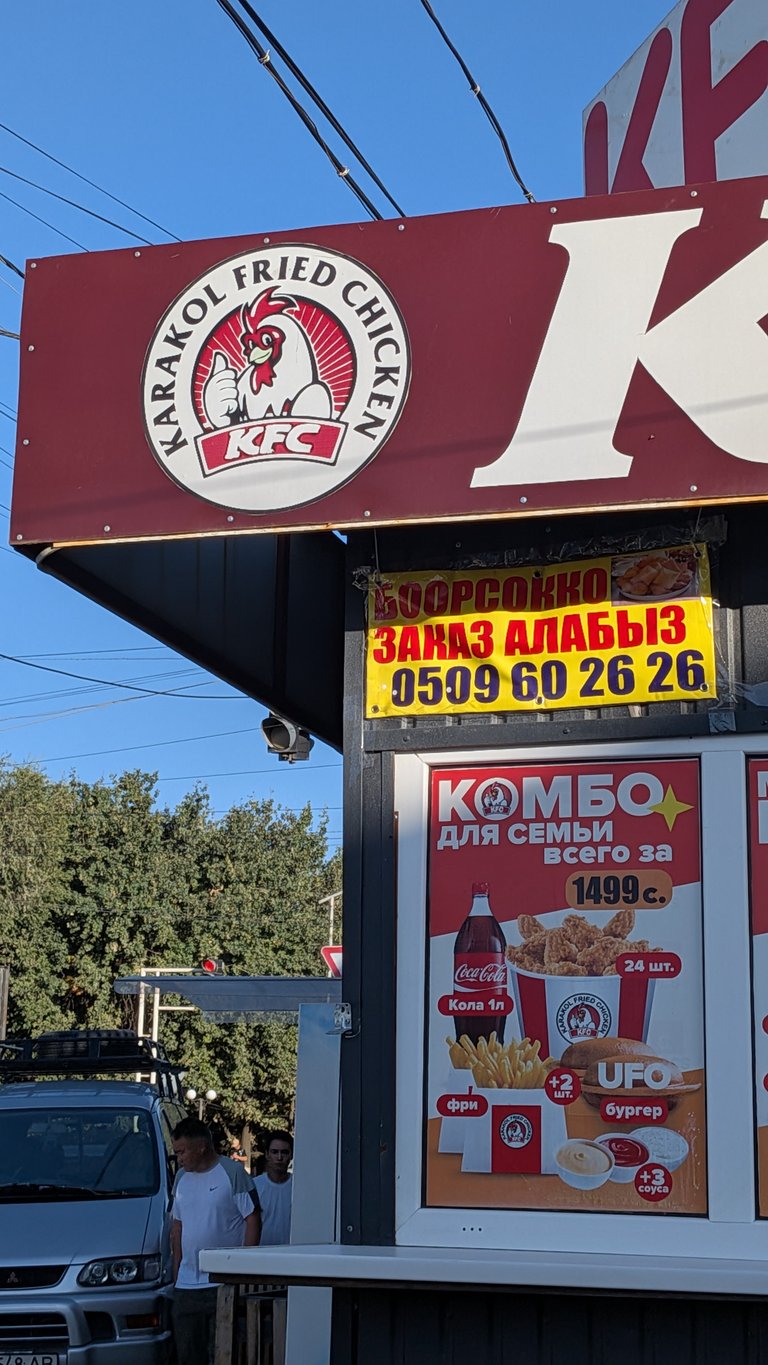 KF
KARAKOL FRIED CHICKEN
KFC
K
БООРСОККО
ЗАКАЗ АЛАБЫЗ
0509 60 26 26
КОМБО
ДЛЯ СЕМЬИ
всего за
1499 с.
24 шт.
Coca-Cola
Кола 1л
KARAKOL FRIED CHICKEN
UFO
+2 шт.
фри
бургер
+3 соуса